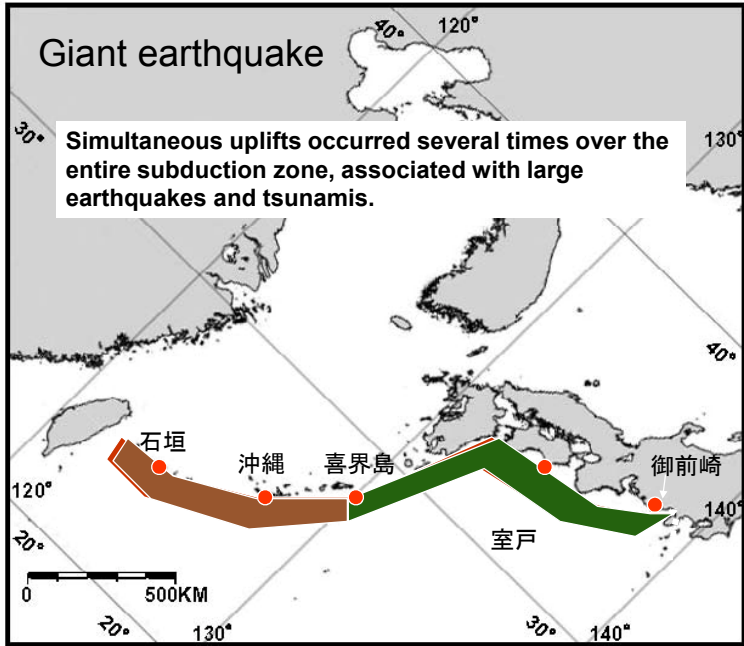 Giant earthquake
40°
120°
30°
130°
Simultaneous uplifts occurred several times over the
entire subduction zone, associated with large
earthquakes and tsunamis.
40°
石垣
沖縄
喜界島
御前崎
120°
140°
20°
室戸
0 500KM
20°
130°
30°
140°